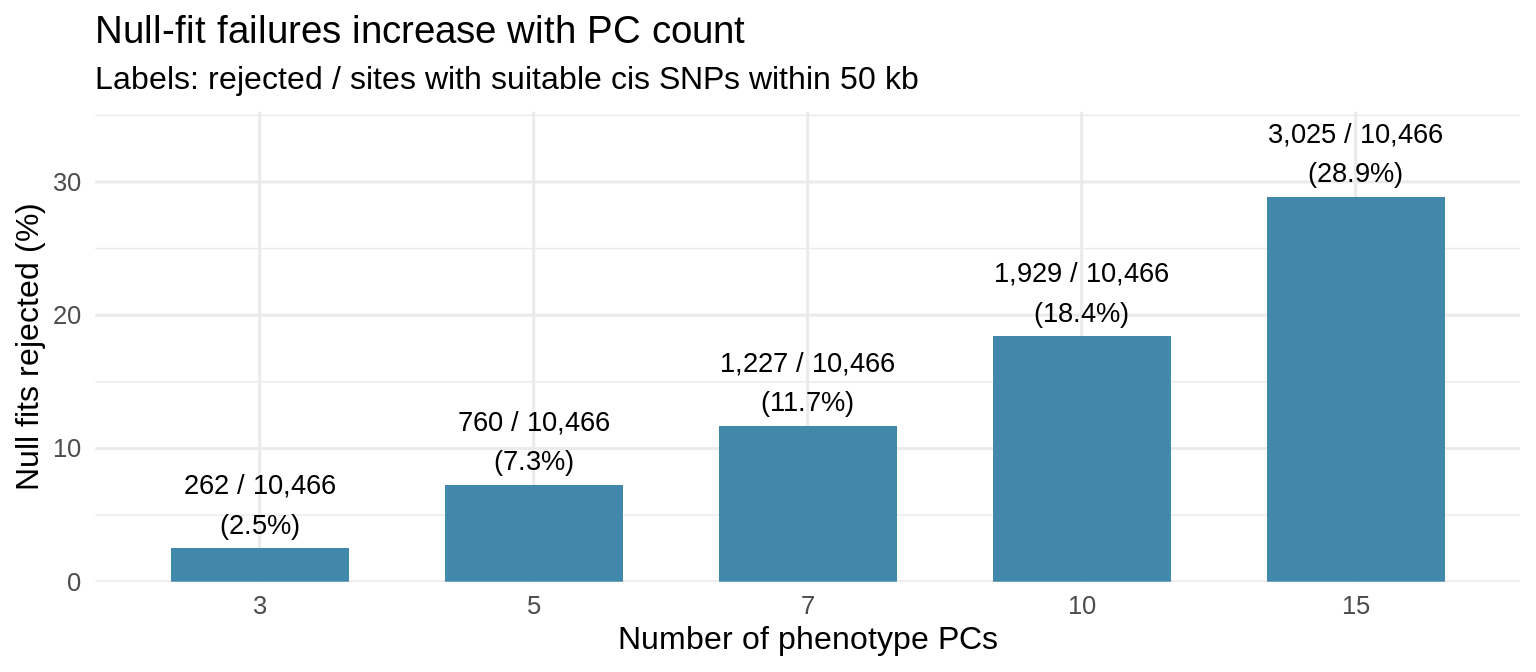 Null-fit failures increase with PC count
Labels: rejected / sites with suitable cis SNPs within 50 kb
Null fits rejected (%)
30
20
10
0
262 / 10,466
(2.5%)
760 / 10,466
(7.3%)
1,227 / 10,466
(11.7%)
1,929 / 10,466
(18.4%)
3,025 / 10,466
(28.9%)
3
5
7
10
15
Number of phenotype PCs